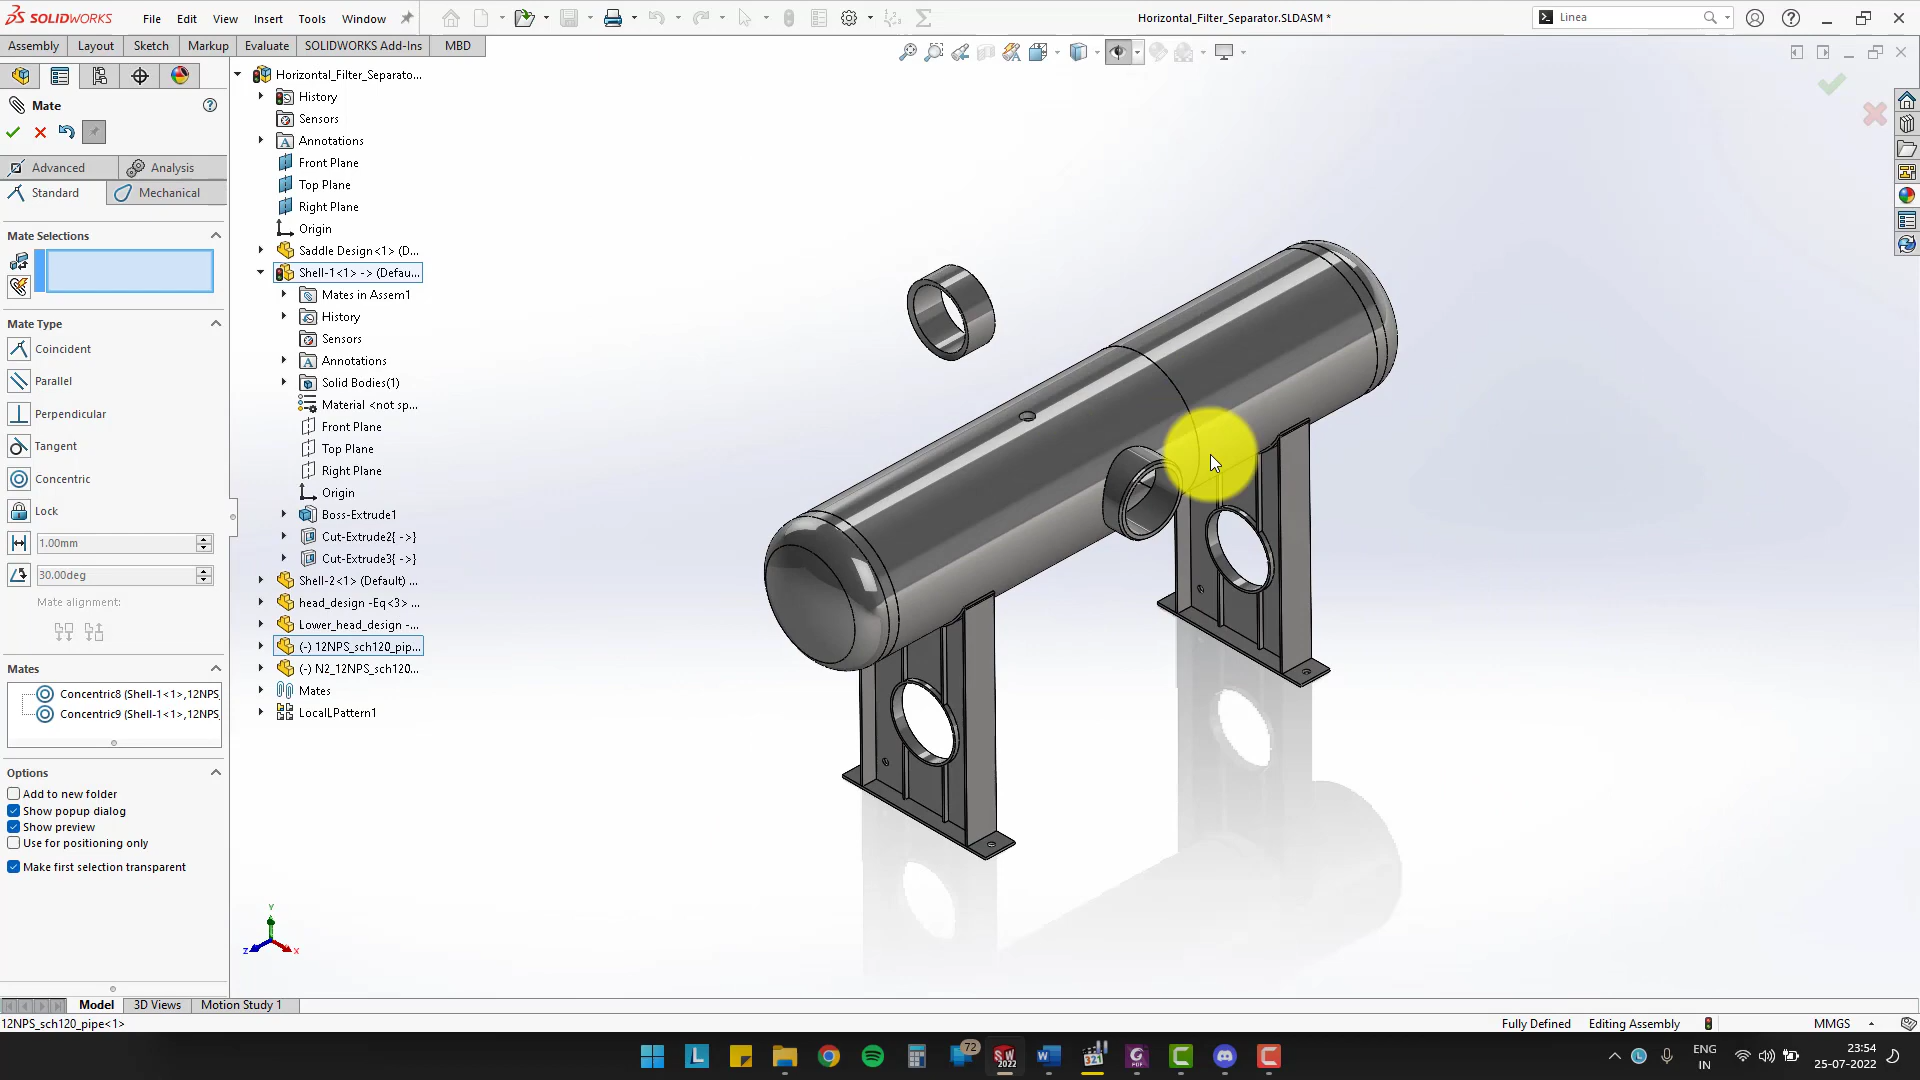 SOLIDWORKS File Edit View Insert Tools Window Horizontal_Filter_Separator.SLDASM * Linea
Assembly Layout Sketch Markup Evaluate SOLIDWORKS Add-Ins MBD
Mate
Advanced Analysis
Standard Mechanical
Mate Selections
Mate Type
Coincident
Parallel
Perpendicular
Tangent
Concentric
Lock
1.00mm
30.00deg
Mate alignment:
Mates
Concentric8 (Shell-1<1>,12NPS_
Concentric9 (Shell-1<1>,12NPS_
Options
Add to new folder
Show popup dialog
Show preview
Use for positioning only
Make first selection transparent
Horizontal_Filter_Separato...
History
Sensors
Annotations
Front Plane
Top Plane
Right Plane
Origin
Saddle Design<1> (D...
Shell-1<1> -> (Defau...
Mates in Assem1
History
Sensors
Annotations
Solid Bodies(1)
Material <not sp...
Front Plane
Top Plane
Right Plane
Origin
Boss-Extrude1
Cut-Extrude2{ ->}
Cut-Extrude3{ ->}
Shell-2<1> (Default) ...
head_design -Eq<3> ...
Lower_head_design -...
(-) 12NPS_sch120_pip...
(-) N2_12NPS_sch120...
Mates
LocalLPattern1
Y
Z
X
Model 3D Views Motion Study 1
12NPS_sch120_pipe<1> Fully Defined Editing Assembly MMGS
L 72 SW 2022 W 321 PDF C C
ENG
IN
23:54
25-07-2022